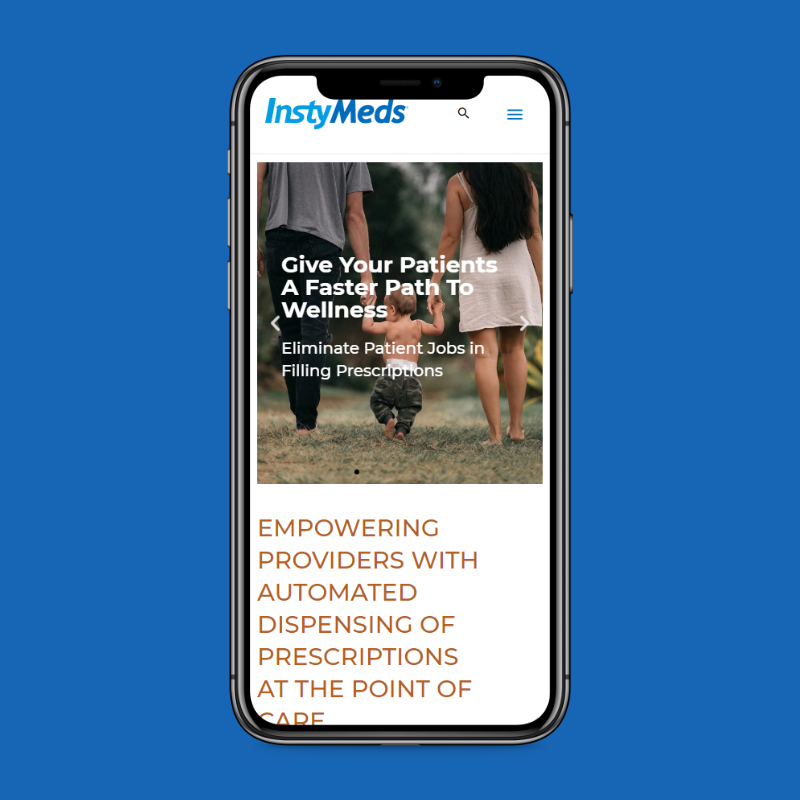 InstyMeds
Give Your Patients
A Faster Path To
Wellness
Eliminate Patient Jobs in
Filling Prescriptions
EMPOWERING
PROVIDERS WITH
AUTOMATED
DISPENSING OF
PRESCRIPTIONS
AT THE POINT OF
CARE